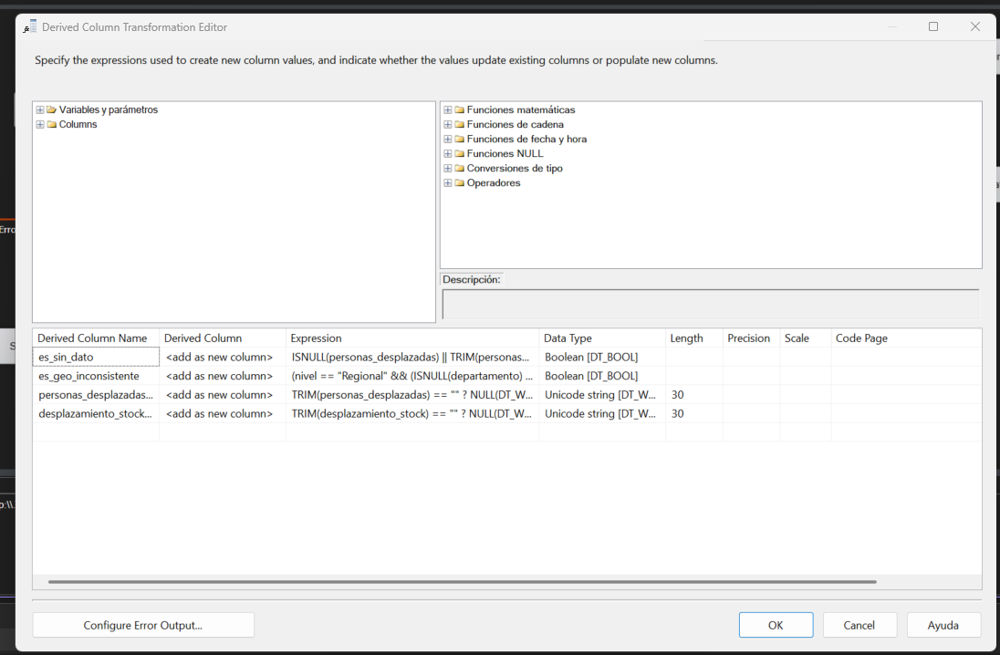 Derived Column Transformation Editor
Specify the expressions used to create new column values, and indicate whether the values update existing columns or populate new columns.
Variables y parámetros
Columns
Funciones matemáticas
Funciones de cadena
Funciones de fecha y hora
Funciones NULL
Conversiones de tipo
Operadores
Descripción:
Erro
Derived Column Name Derived Column Expression Data Type Length Precision Scale Code Page
es_sin_dato <add as new column> ISNULL(personas_desplazadas) || TRIM(personas... Boolean [DT_BOOL]
es_geo_inconsistente <add as new column> (nivel == "Regional" && (ISNULL(departamento) ... Boolean [DT_BOOL]
personas_desplazadas... <add as new column> TRIM(personas_desplazadas) == "" ? NULL(DT_W... Unicode string [DT_W... 30
desplazamiento_stock... <add as new column> TRIM(desplazamiento_stock) == "" ? NULL(DT_W... Unicode string [DT_W... 30
p:\\.
Configure Error Output...
OK
Cancel
Ayuda